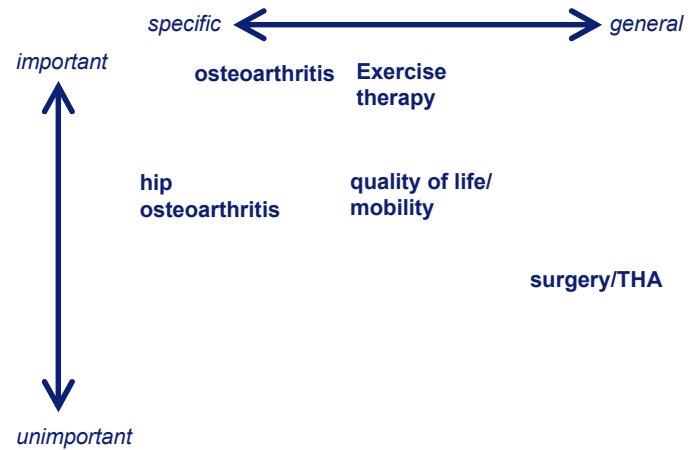 specific
general
important
osteoarthritis
Exercise
therapy
hip
osteoarthritis
quality of life/
mobility
surgery/THA
unimportant